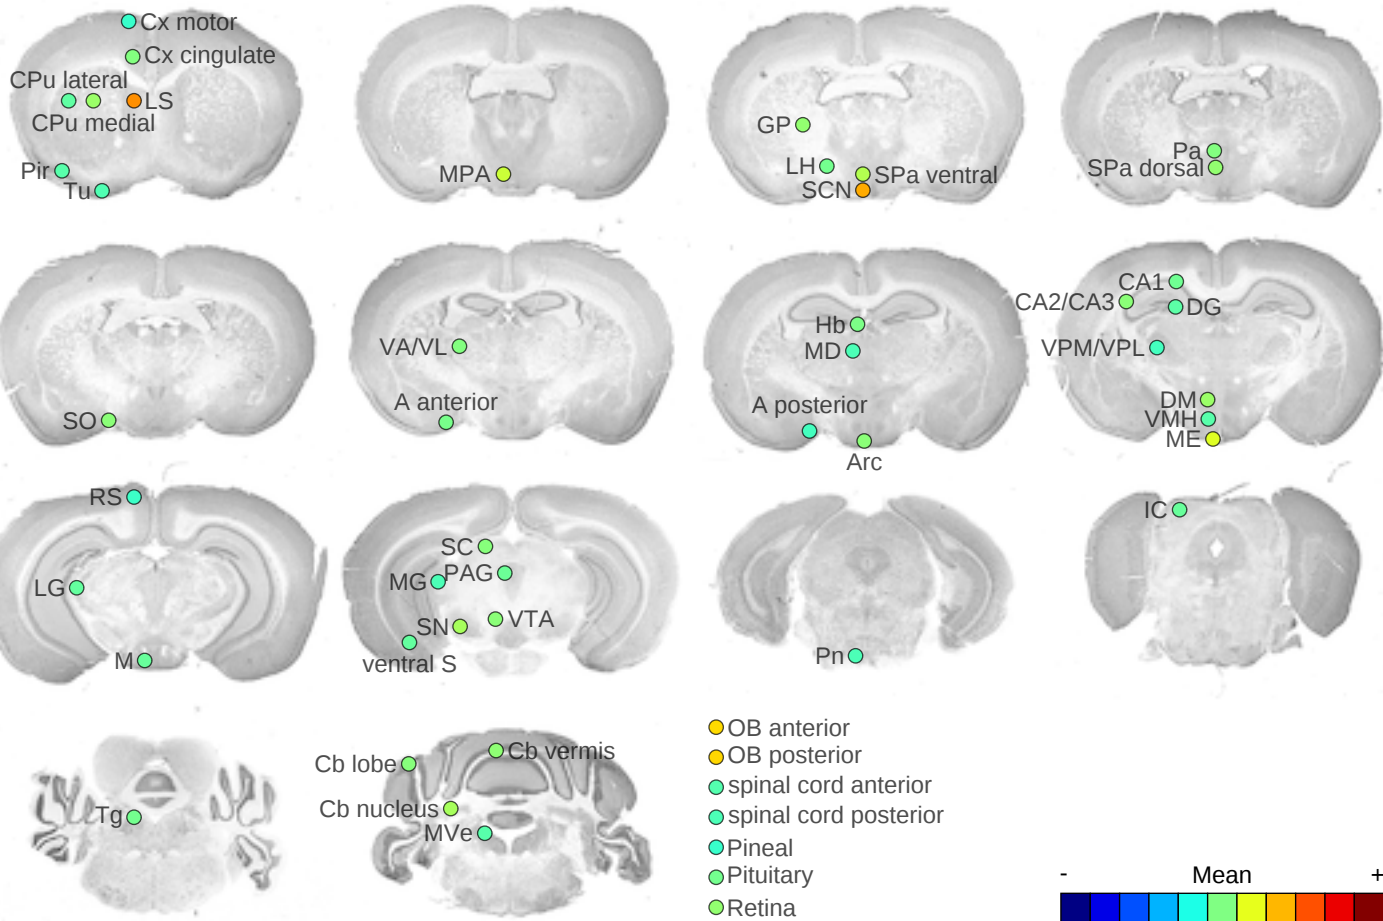 Cx motor
Cx cingulate
CPu lateral
LS
CPu medial
Pir
Tu
MPA
GP
LH
SPa ventral
SCN
Pa
SPa dorsal
SO
VA/VL
A anterior
Hb
MD
A posterior
Arc
CA1
CA2/CA3
DG
VPM/VPL
DM
VMH
ME
RS
LG
M
SC
PAG
MG
VTA
SN
ventral S
Pn
IC
Tg
Cb vermis
Cb lobe
Cb nucleus
MVe
OB anterior
OB posterior
spinal cord anterior
spinal cord posterior
Pineal
Pituitary
Retina
- Mean +